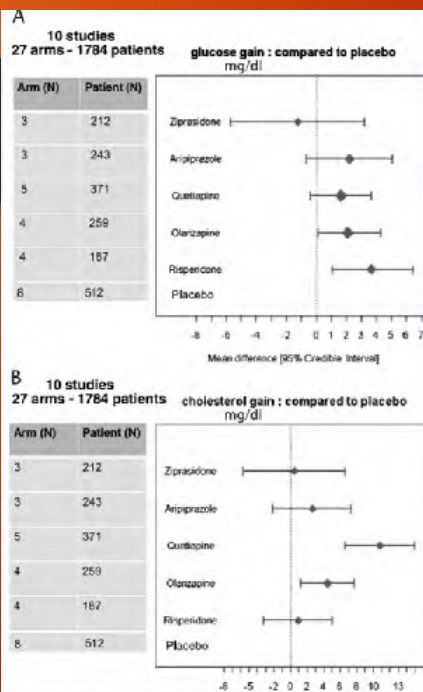 A
10 studies
27 arms - 1784 patients
glucose gain : compared to placebo
mg/dl
Arm (N) Patient (N)
3 212 Ziprasidone
3 243 Aripiprazole
5 371 Quetiapine
4 259 Olanzapine
4 187 Risperidone
8 512 Placebo
-8 -6 -4 -2 0 1 2 3 4 5 6 7
Mean difference [95% Credible Interval]
B
10 studies
27 arms - 1784 patients
cholesterol gain : compared to placebo
mg/dl
Arm (N) Patient (N)
3 212 Ziprasidone
3 243 Aripiprazole
5 371 Quetiapine
4 259 Olanzapine
4 187 Risperidone
8 512 Placebo
-8 -6 -4 -2 0 2 4 6 8 10 13